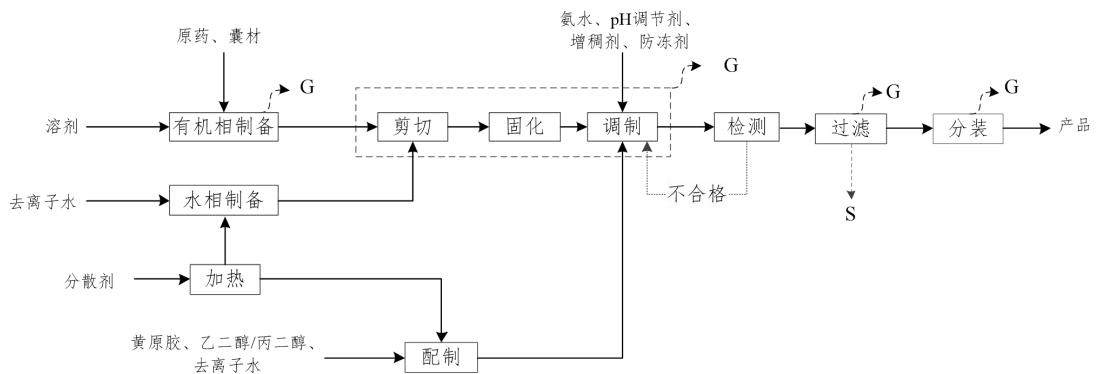 氨水、pH调节剂、
增稠剂、防冻剂
原药、囊材
G
G
G
G
溶剂
有机相制备
剪切
固化
调制
检测
过滤
分装
产品
不合格
去离子水
水相制备
S
分散剂
加热
黄原胶、乙二醇/丙二醇、
去离子水
配制